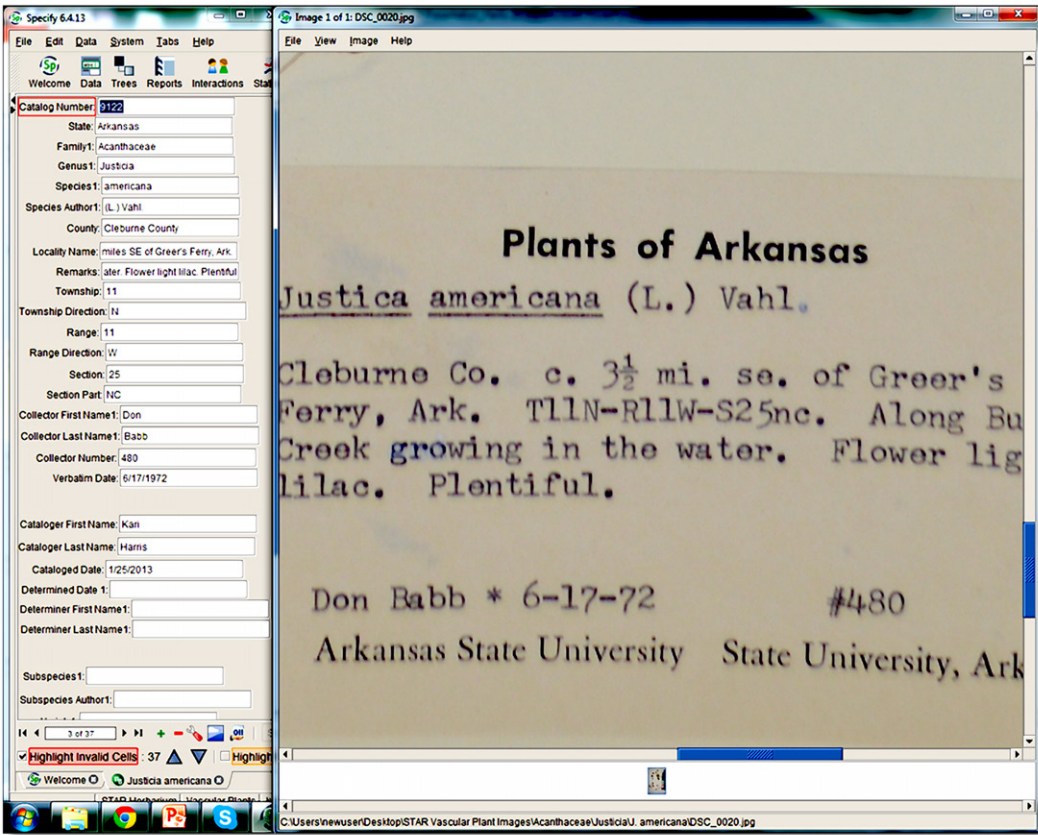 Specify 6.4.13
File Edit Data System Tabs Help
Welcome Data Trees Reports Interactions
Catalog Number: 9122
State: Arkansas
Family1: Acanthaceae
Genus1: Justicia
Species1: americana
Species Author1: (L.) Vahl.
County: Cleburne County
Locality Name: miles SE of Greer's Ferry, Ark.
Remarks: ater. Flower light lilac. Plentiful
Township: 11
Township Direction: N
Range: 11
Range Direction: W
Section: 25
Section Part: NC
Collector First Name1: Don
Collector Last Name1: Babb
Collector Number: 480
Verbatim Date: 6/17/1972
Cataloger First Name: Kari
Cataloger Last Name: Harris
Cataloged Date: 1/25/2013
Determined Date 1:
Determiner First Name1:
Determiner Last Name1:
Subspecies1:
Subspecies Author1:
3 of 37
Highlight Invalid Cells : 37 Highligh
Welcome Justicia americana
STAR Herbarium Vascular Plants
Image 1 of 1: DSC_0020.jpg
File View Image Help
Plants of Arkansas
Justica americana (L.) Vahl.
Cleburne Co. c. 3½ mi. se. of Greer's
Ferry, Ark. T11N-R11W-S25nc. Along Bu
Creek growing in the water. Flower lig
lilac. Plentiful.
Don Babb * 6-17-72 #480
Arkansas State University State University, Ark
C:\Users\newuser\Desktop\STAR Vascular Plant Images\Acanthaceae\Justicia\J. americana\DSC_0020.jpg